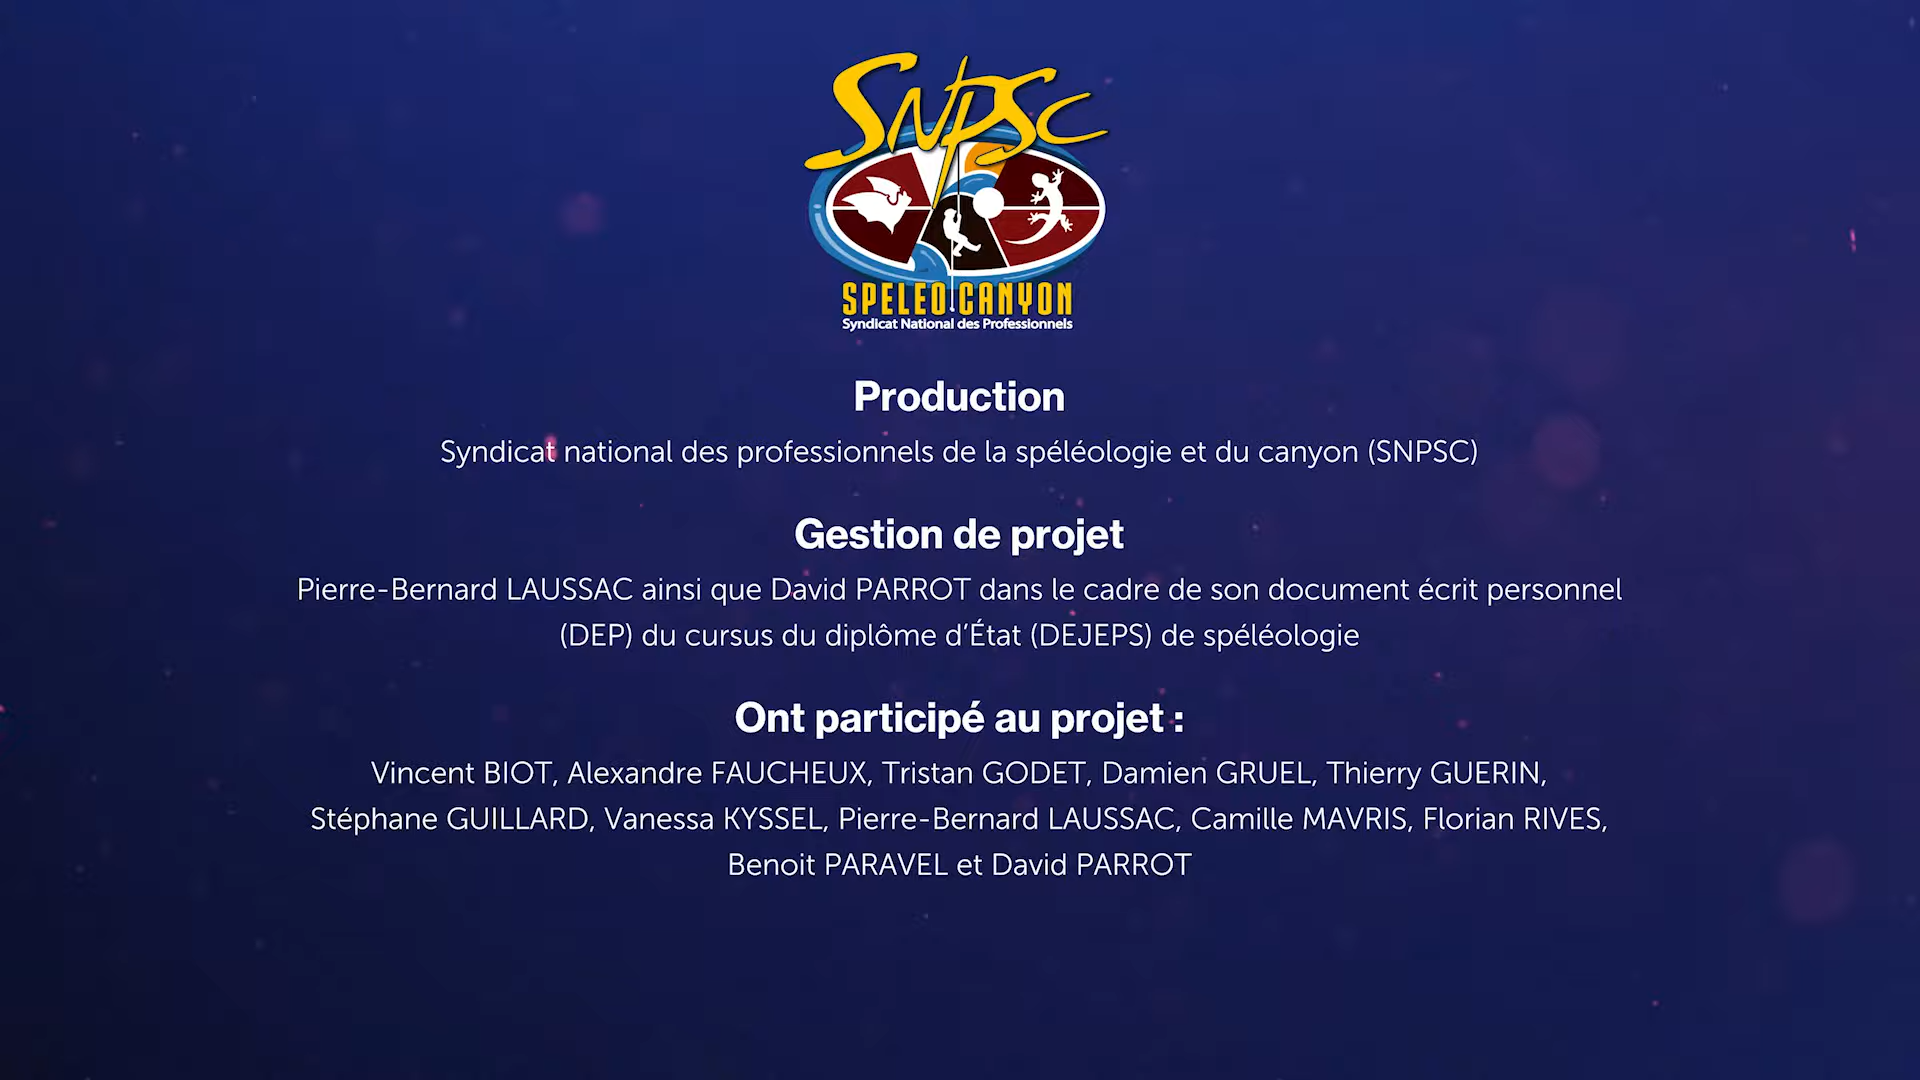 SNPSC
SPELEO CANYON
Syndicat National des Professionnels
Production
Syndicat national des professionnels de la spéléologie et du canyon (SNPSC)
Gestion de projet
Pierre-Bernard LAUSSAC ainsi que David PARROT dans le cadre de son document écrit personnel
(DEP) du cursus du diplôme d’État (DEJEPS) de spéléologie
Ont participé au projet :
Vincent BIOT, Alexandre FAUCHEUX, Tristan GODET, Damien GRUEL, Thierry GUERIN,
Stéphane GUILLARD, Vanessa KYSSEL, Pierre-Bernard LAUSSAC, Camille MAVRIS, Florian RIVES,
Benoit PARAVEL et David PARROT